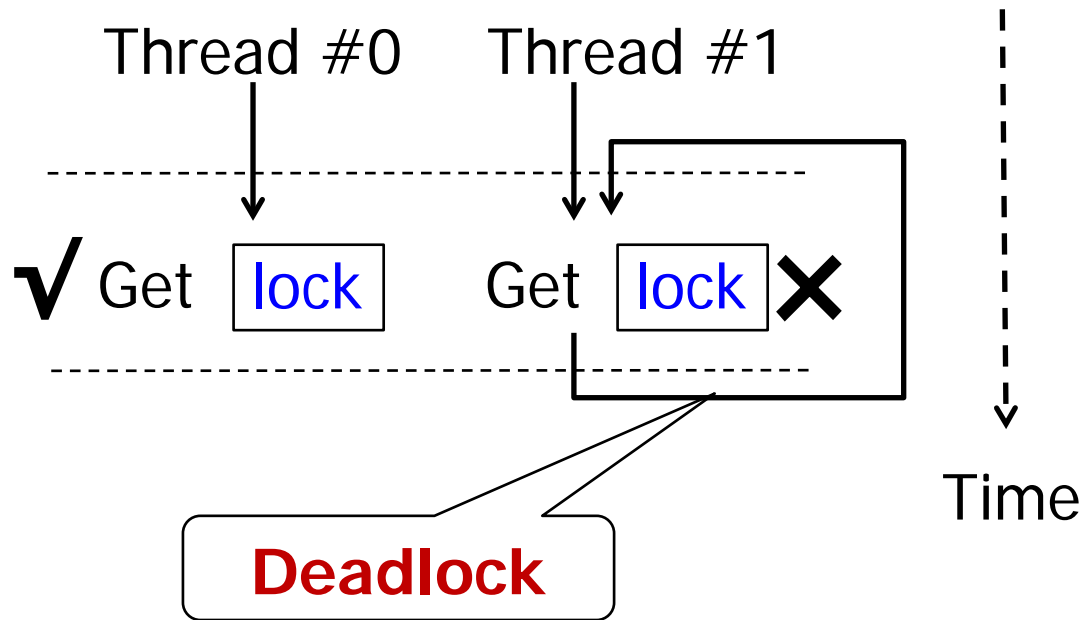 Thread #0 Thread #1
√ Get lock Get lock ×
Time
Deadlock